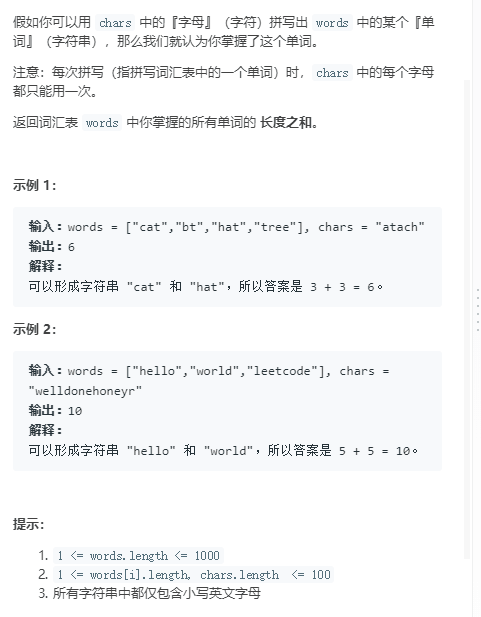 假如你可以用 chars 中的『字母』（字符）拼写出 words 中的某个『单
词』（字符串），那么我们就认为你掌握了这个单词。
注意：每次拼写（指拼写词汇表中的一个单词）时，chars 中的每个字母
都只能用一次。
返回词汇表 words 中你掌握的所有单词的 长度之和。
示例 1：
输入：words = ["cat","bt","hat","tree"], chars = "atach"
输出：6
解释：
可以形成字符串 "cat" 和 "hat"，所以答案是 3 + 3 = 6。
示例 2：
输入：words = ["hello","world","leetcode"], chars =
"welldonehoneyr"
输出：10
解释：
可以形成字符串 "hello" 和 "world"，所以答案是 5 + 5 = 10。
提示：
1. 1 <= words.length <= 1000
2. 1 <= words[i].length, chars.length <= 100
3. 所有字符串中都仅包含小写英文字母